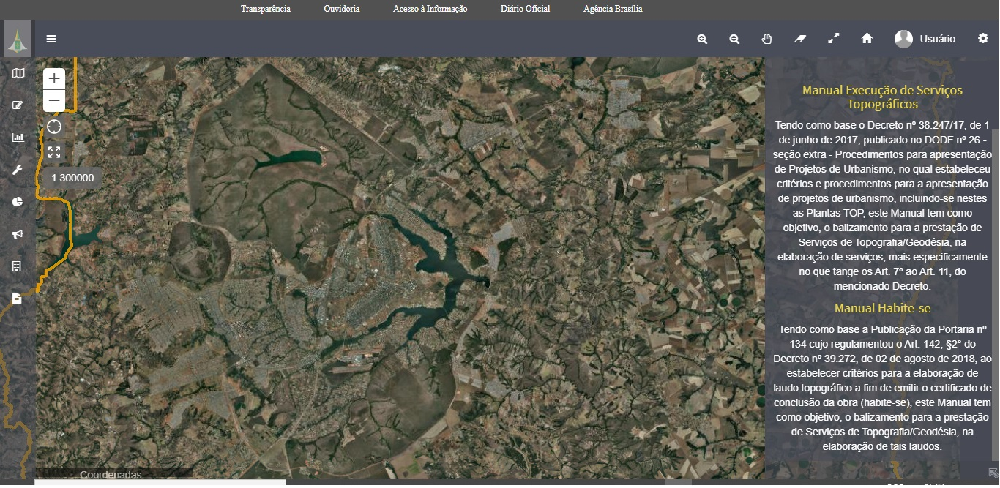 Transparência Ouvidoria Acesso à Informação Diário Oficial Agência Brasília
Usuário
1:300000
Manual Execução de Serviços
Topográficos
Tendo como base o Decreto nº 38.247/17, de 1
de junho de 2017, publicado no DODF nº 26 -
seção extra - Procedimentos para apresentação
de Projetos de Urbanismo, no qual estabeleceu
critérios e procedimentos para a apresentação
de projetos de urbanismo, incluindo-se nestes
as Plantas TOP, este Manual tem como
objetivo, o balizamento para a prestação de
Serviços de Topografia/Geodésia, na
elaboração de serviços, mais especificamente
no que tange os Art. 7º ao Art. 11, do
mencionado Decreto.
Manual Habite-se
Tendo como base a Publicação da Portaria nº
134 cujo regulamentou o Art. 142, §2° do
Decreto nº 39.272, de 02 de agosto de 2018, ao
estabelecer critérios para a elaboração de
laudo topográfico a fim de emitir o certificado de
conclusão da obra (habite-se), este Manual tem
como objetivo, o balizamento para a prestação
de Serviços de Topografia/Geodésia, na
elaboração de tais laudos.
Coordenadas: